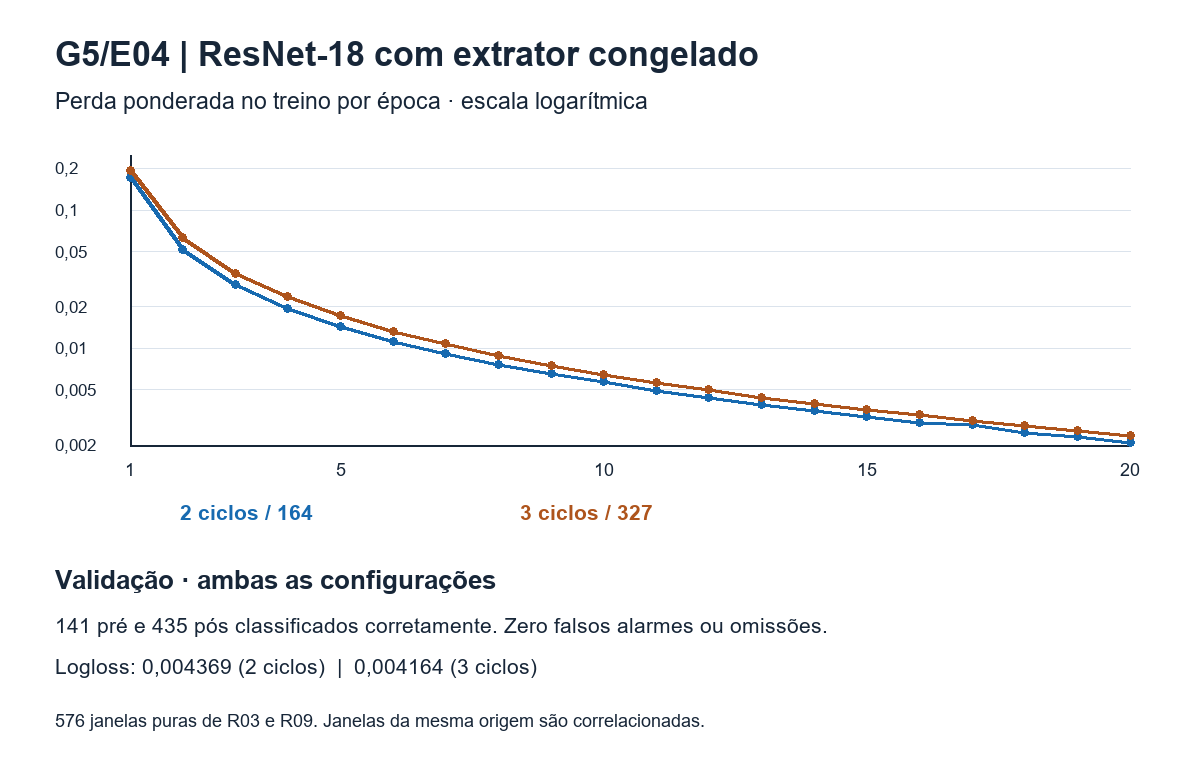 G5/E04 | ResNet-18 com extrator congelado
Perda ponderada no treino por época · escala logarítmica
0,2
0,1
0,05
0,02
0,01
0,005
0,002
1 5 10 15 20
2 ciclos / 164 3 ciclos / 327
Validação · ambas as configurações
141 pré e 435 pós classificados corretamente. Zero falsos alarmes ou omissões.
Logloss: 0,004369 (2 ciclos) | 0,004164 (3 ciclos)
576 janelas puras de R03 e R09. Janelas da mesma origem são correlacionadas.